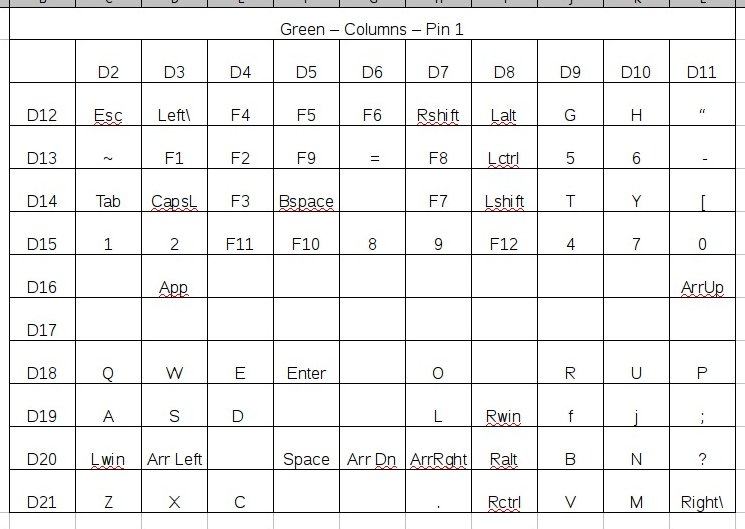 Green – Columns – Pin 1
D2 D3 D4 D5 D6 D7 D8 D9 D10 D11
D12 Esc Left\ F4 F5 F6 Rshift Lalt G H “
D13 ~ F1 F2 F9 = F8 Lctrl 5 6 -
D14 Tab CapsL F3 Bspace F7 Lshift T Y [
D15 1 2 F11 F10 8 9 F12 4 7 0
D16 App ArrUp
D17
D18 Q W E Enter O R U P
D19 A S D L Rwin f j ;
D20 Lwin Arr Left Space Arr Dn ArrRght Ralt B N ?
D21 Z X C . Rctrl V M Right\